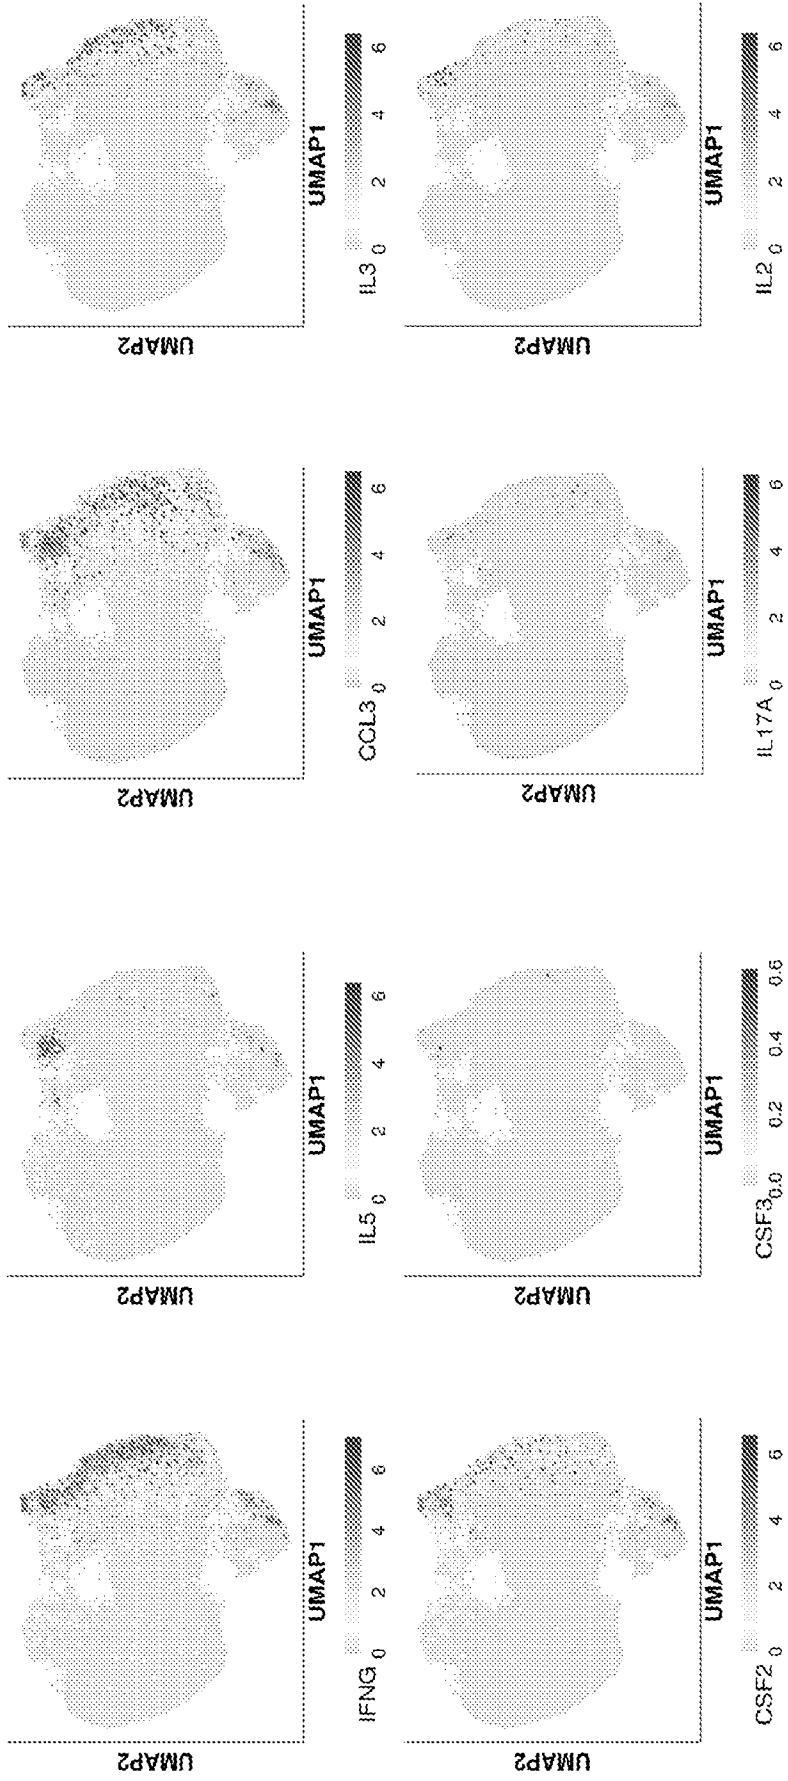 UMAP2
UMAP1
IFNG 0 2 4 6
UMAP2
UMAP1
IL5 0 2 4 6
UMAP2
UMAP1
CCL3 0 2 4 6
UMAP2
UMAP1
IL3 0 2 4 6
UMAP2
UMAP1
CSF2 0 2 4 6
UMAP2
UMAP1
CSF3 0.0 0.2 0.4 0.6
UMAP2
UMAP1
IL17A 0 2 4 6
UMAP2
UMAP1
IL2 0 2 4 6